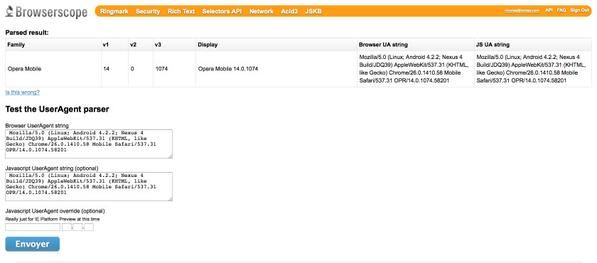 Browserscope
Ringmark Security Rich Text Selectors API Network Acid3 JSKB
API FAQ Sign Out
Parsed result:
Family v1 v2 v3 Display Browser UA string JS UA string
Opera Mobile 14 0 1074 Opera Mobile 14.0.1074
Mozilla/5.0 (Linux; Android 4.2.2; Nexus 4
Build/JDQ39) AppleWebKit/537.31 (KHTML,
like Gecko) Chrome/26.0.1410.58 Mobile
Safari/537.31 OPR/14.0.1074.58201
Mozilla/5.0 (Linux; Android 4.2.2; Nexus 4
Build/JDQ39) AppleWebKit/537.31 (KHTML,
like Gecko) Chrome/26.0.1410.58 Mobile
Safari/537.31 OPR/14.0.1074.58201
Is this wrong?
Test the UserAgent parser
Browser UserAgent string
Mozilla/5.0 (Linux; Android 4.2.2; Nexus 4
Build/JDQ39) AppleWebKit/537.31 (KHTML, like
Gecko) Chrome/26.0.1410.58 Mobile Safari/537.31
OPR/14.0.1074.58201
Javascript UserAgent string (optional)
Mozilla/5.0 (Linux; Android 4.2.2; Nexus 4
Build/JDQ39) AppleWebKit/537.31 (KHTML, like
Gecko) Chrome/26.0.1410.58 Mobile Safari/537.31
OPR/14.0.1074.58201
Javascript UserAgent override (optional)
Really just for IE Platform Preview at this time
Envoyer